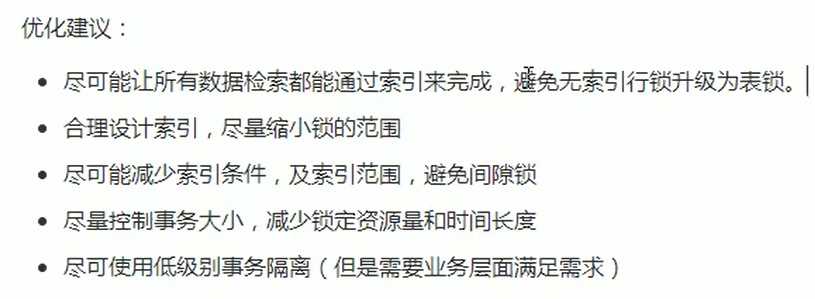 优化建议：
尽可能让所有数据检索都能通过索引来完成，避免无索引行锁升级为表锁。
合理设计索引，尽量缩小锁的范围
尽可能减少索引条件，及索引范围，避免间隙锁
尽量控制事务大小，减少锁定资源量和时间长度
尽可使用低级别事务隔离（但是需要业务层面满足需求）